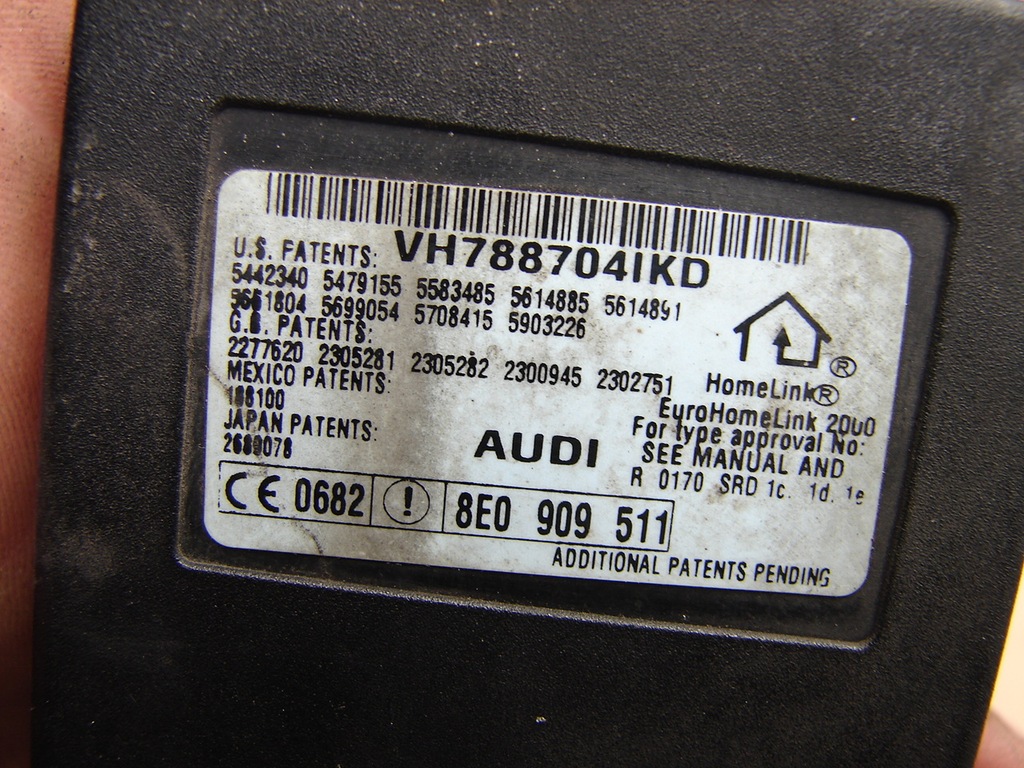 U.S. PATENTS: VH788704IKD
5442340 5479155 5583485 5614885 5614891
5661804 5699054 5708415 5903226
G.B. PATENTS:
2277620 2305281 2305282 2300945 2302751
MEXICO PATENTS:
188100
JAPAN PATENTS:
2689078
AUDI
HomeLink®
EuroHomeLink 2000
For type approval No:
SEE MANUAL AND
R 0170 SRD 1c. 1d. 1e
CE 0682 ! 8E0 909 511
ADDITIONAL PATENTS PENDING